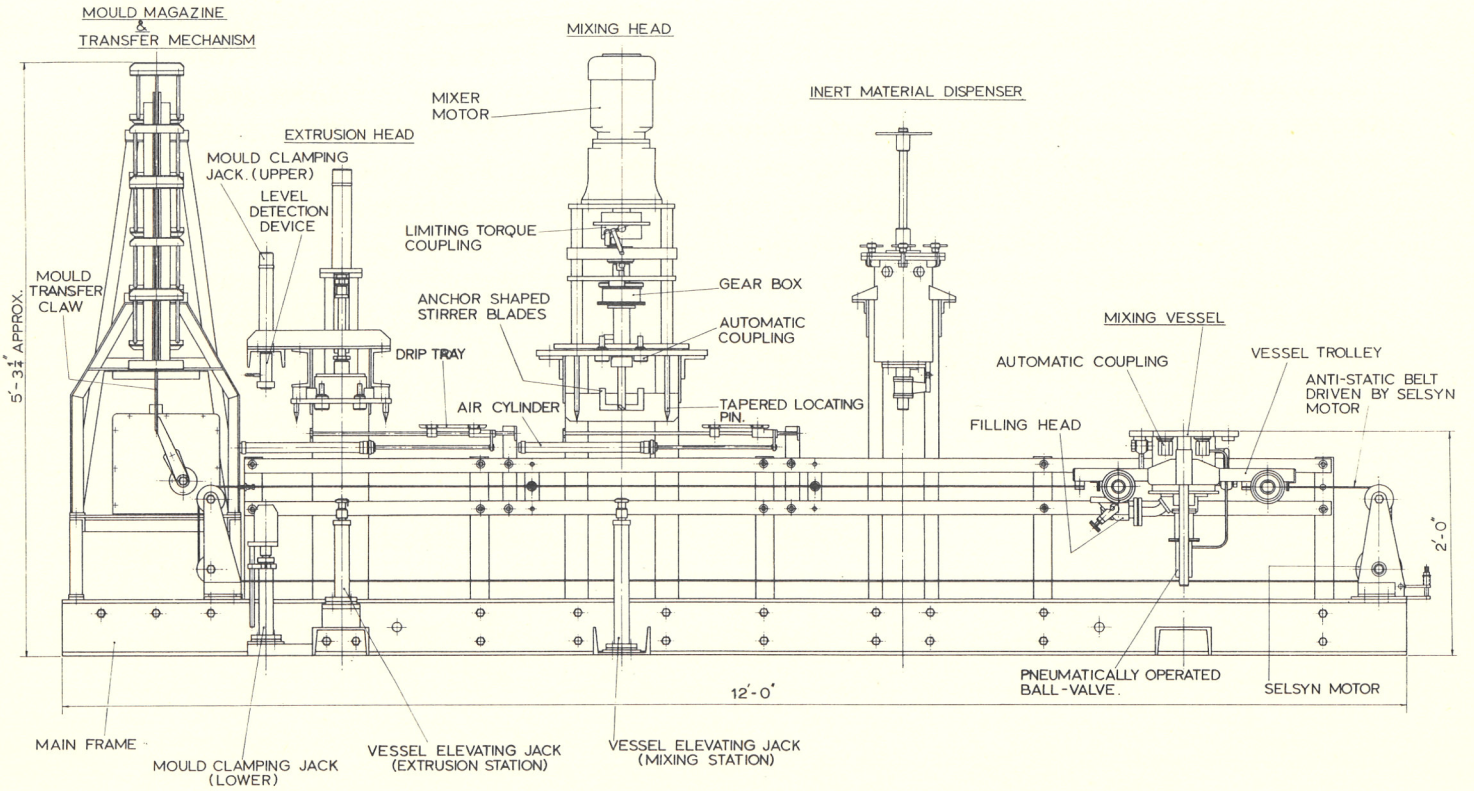 MOULD MAGAZINE
&
TRANSFER MECHANISM
MIXING HEAD
INERT MATERIAL DISPENSER
MIXER
MOTOR
EXTRUSION HEAD
MOULD CLAMPING
JACK. (UPPER)
LEVEL
DETECTION
DEVICE
LIMITING TORQUE
COUPLING
MOULD
TRANSFER
CLAW
GEAR BOX
ANCHOR SHAPED
STIRRER BLADES
AUTOMATIC
COUPLING
MIXING VESSEL
5'-3½" APPROX.
DRIP TRAY
AUTOMATIC COUPLING
VESSEL TROLLEY
ANTI-STATIC BELT
DRIVEN BY SELSYN
MOTOR
AIR CYLINDER
TAPERED LOCATING
PIN.
FILLING HEAD
2'-0"
PNEUMATICALLY OPERATED
BALL-VALVE.
SELSYN MOTOR
12'-0"
MAIN FRAME
MOULD CLAMPING JACK
(LOWER)
VESSEL ELEVATING JACK
(EXTRUSION STATION)
VESSEL ELEVATING JACK
(MIXING STATION)